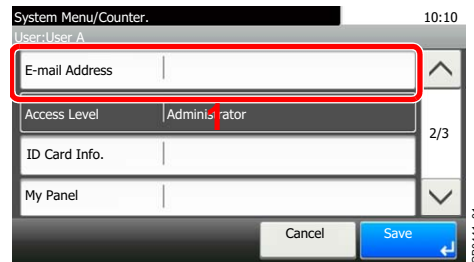 System Menu/Counter.
10:10
User:User A
E-mail Address
Access Level Administrator
1
2/3
ID Card Info.
My Panel
Cancel
Save